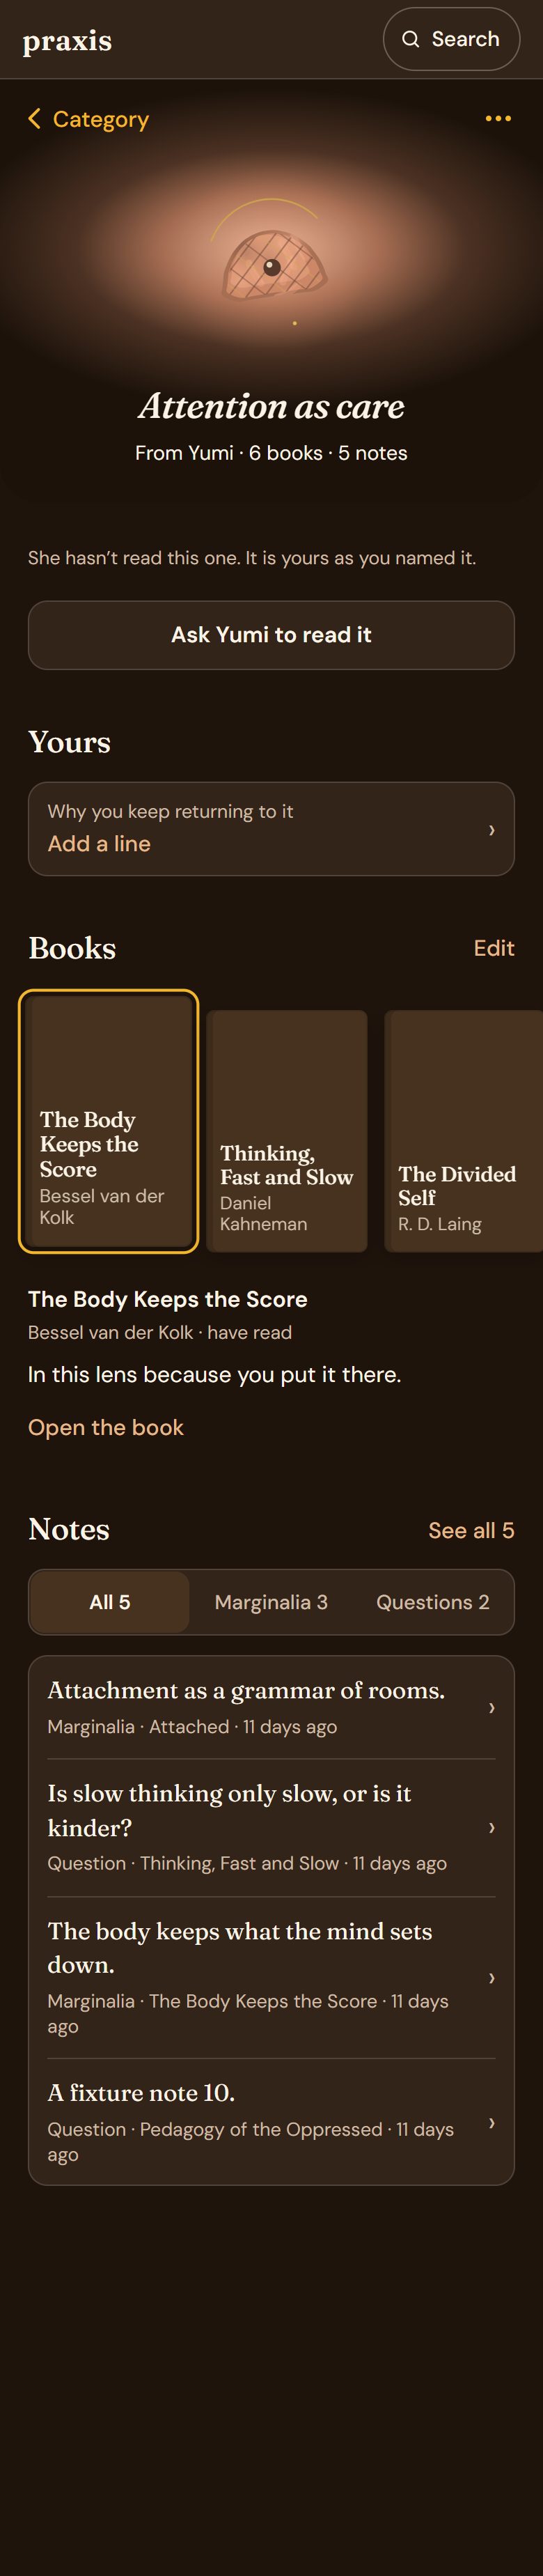 praxis
Search
Category
Attention as care
From Yumi · 6 books · 5 notes
She hasn’t read this one. It is yours as you named it.
Ask Yumi to read it
Yours
Why you keep returning to it
Add a line
Books
Edit
The Body
Keeps the
Score
Bessel van der
Kolk
Thinking,
Fast and Slow
Daniel
Kahneman
The Divided
Self
R. D. Laing
The Body Keeps the Score
Bessel van der Kolk · have read
In this lens because you put it there.
Open the book
Notes
See all 5
All 5
Marginalia 3
Questions 2
Attachment as a grammar of rooms.
Marginalia · Attached · 11 days ago
Is slow thinking only slow, or is it
kinder?
Question · Thinking, Fast and Slow · 11 days ago
The body keeps what the mind sets
down.
Marginalia · The Body Keeps the Score · 11 days
ago
A fixture note 10.
Question · Pedagogy of the Oppressed · 11 days
ago